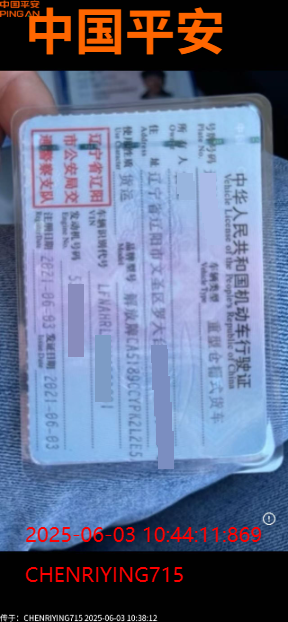 中国平安
PINGAN
中国平安
中华人民共和国机动车行驶证
Vehicle License of the People's Republic of China
号牌号码
Plate No.
车辆类型 重型仓栅式货车
Vehicle Type
所有人
Owner
住址 辽宁省辽阳市文圣区罗大
Address
使用性质 货运
Use Character
品牌型号 解放牌CA5189CCYPK2L2E5
Model
辽宁省辽阳
市公安局交
通警察支队
车辆识别代号
VIN
LFNAHRL
发动机号码 5
Engine No.
注册日期 2021-06-03 发证日期 2021-06-03
Register Date Issue Date
2025-06-03 10:44:11:869
CHENRIYING715
传于：CHENRIYING715 2025-06-03 10:38:12